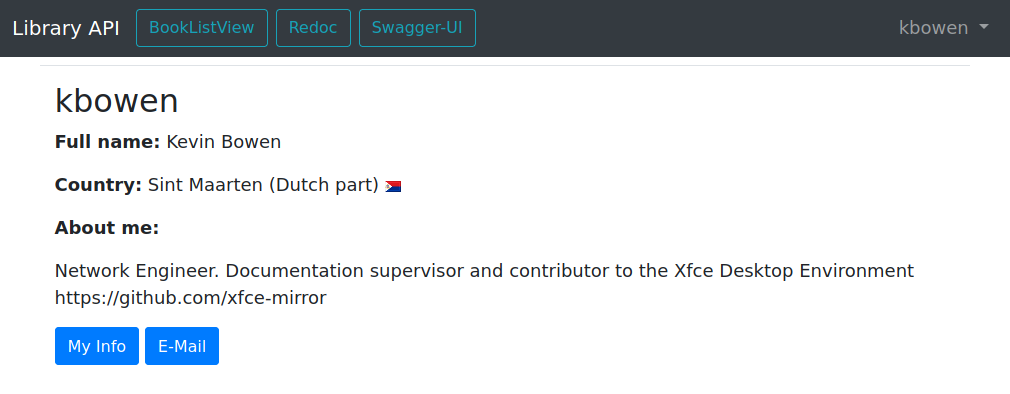 Library API BookListView Redoc Swagger-UI kbowen
kbowen
Full name: Kevin Bowen
Country: Sint Maarten (Dutch part)
About me:
Network Engineer. Documentation supervisor and contributor to the Xfce Desktop Environment
https://github.com/xfce-mirror
My Info E-Mail